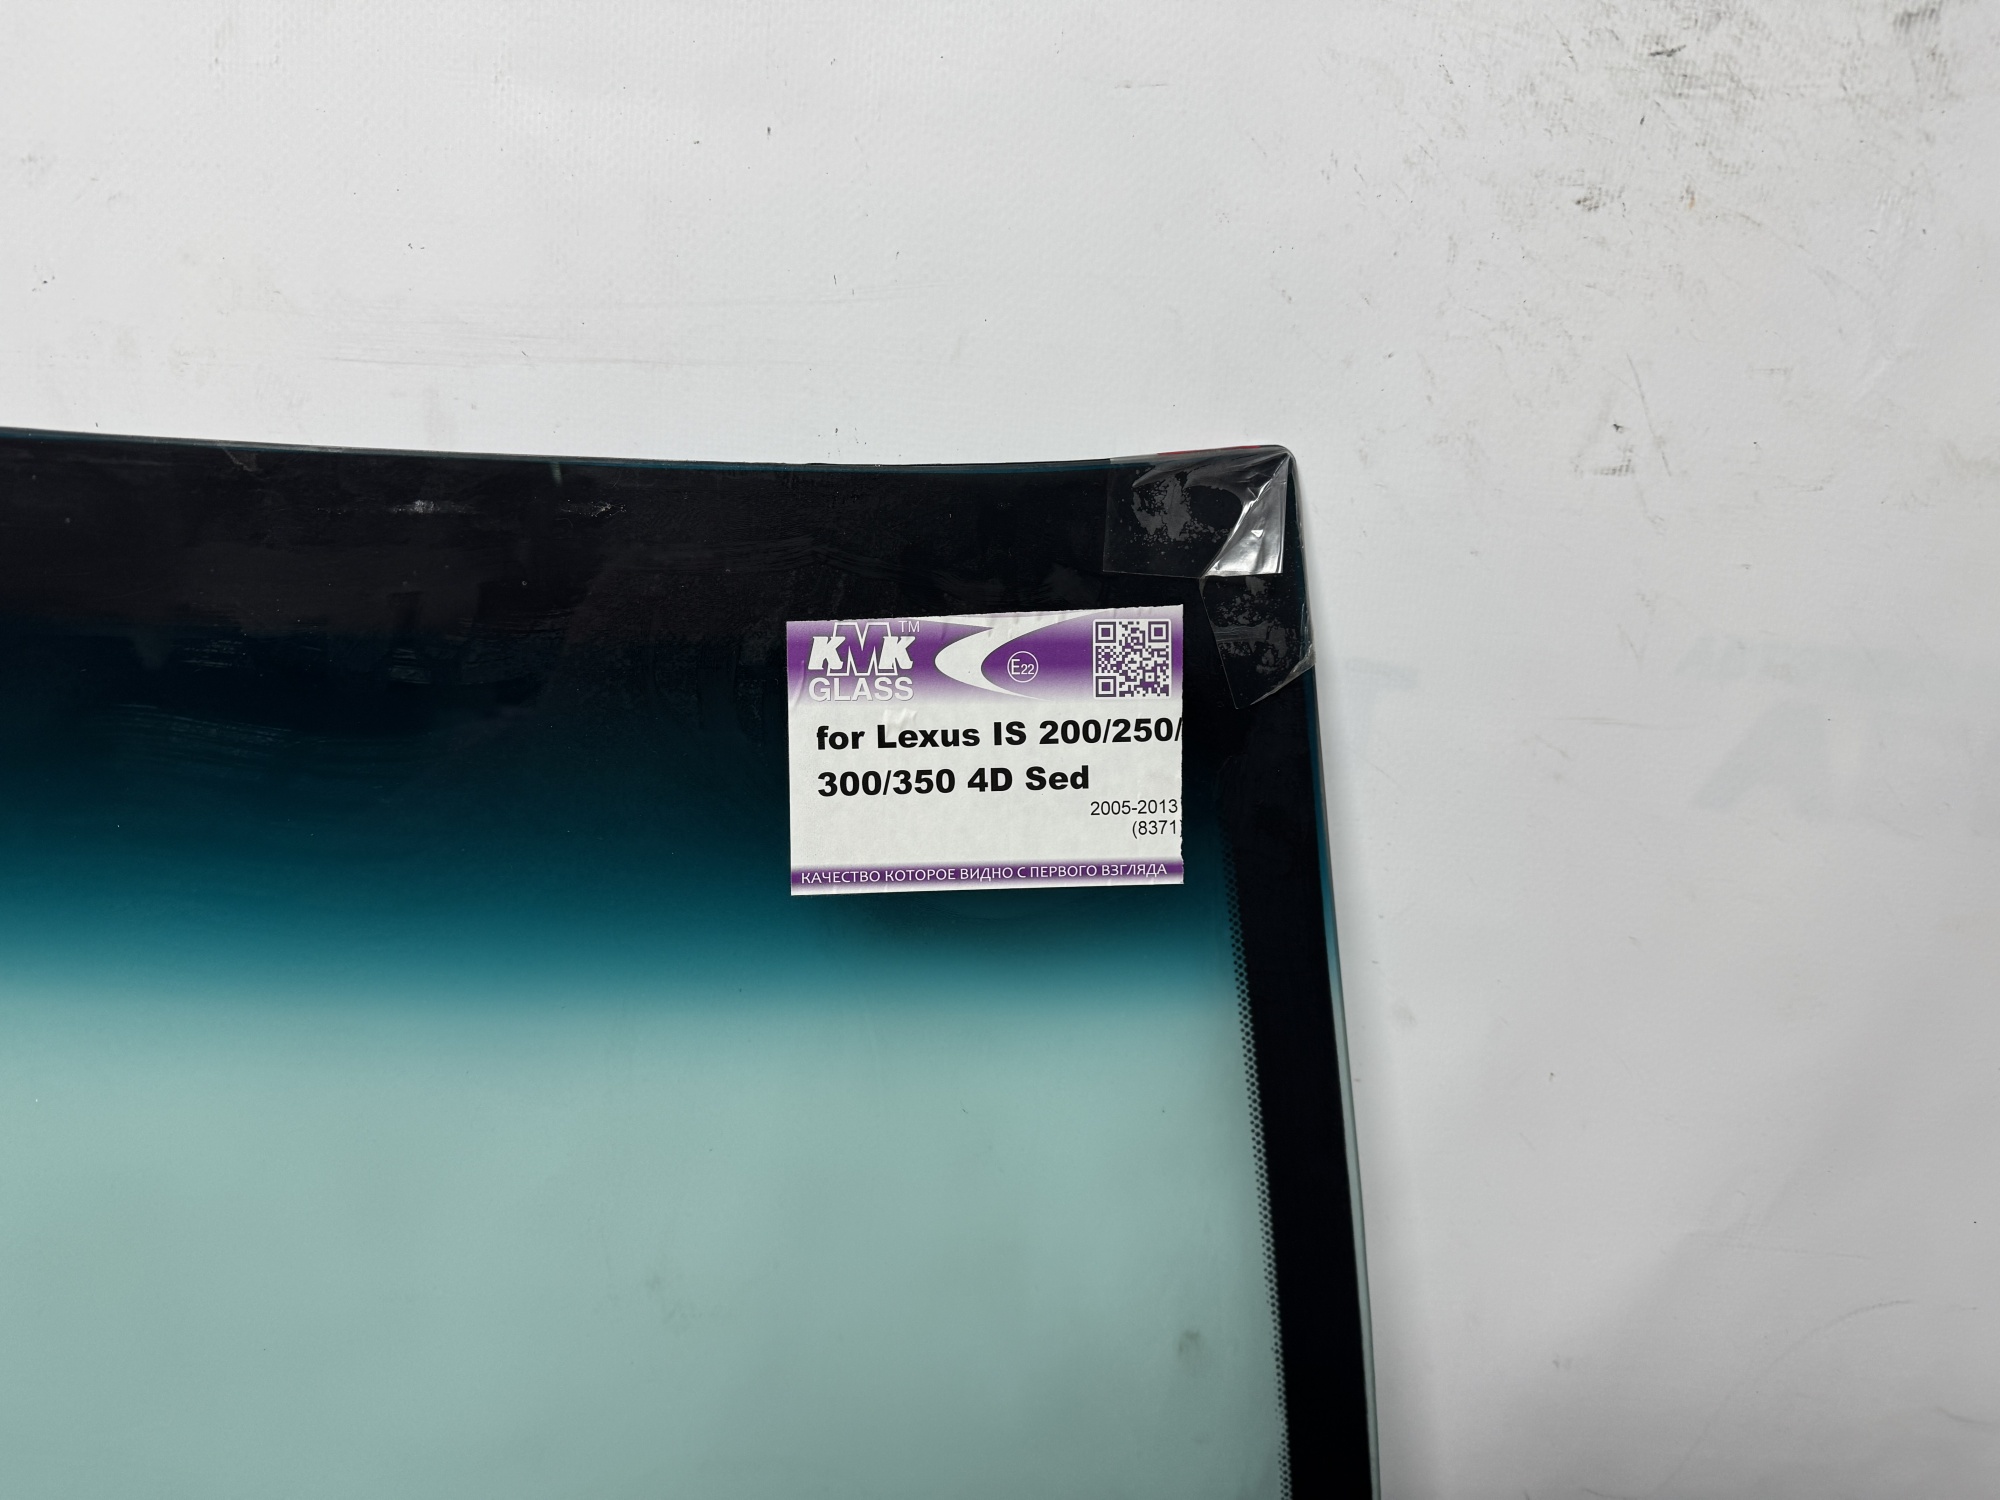 KMK™
GLASS
E22
for Lexus IS 200/250/
300/350 4D Sed
2005-2013
(8371)
КАЧЕСТВО КОТОРОЕ ВИДНО С ПЕРВОГО ВЗГЛЯДА